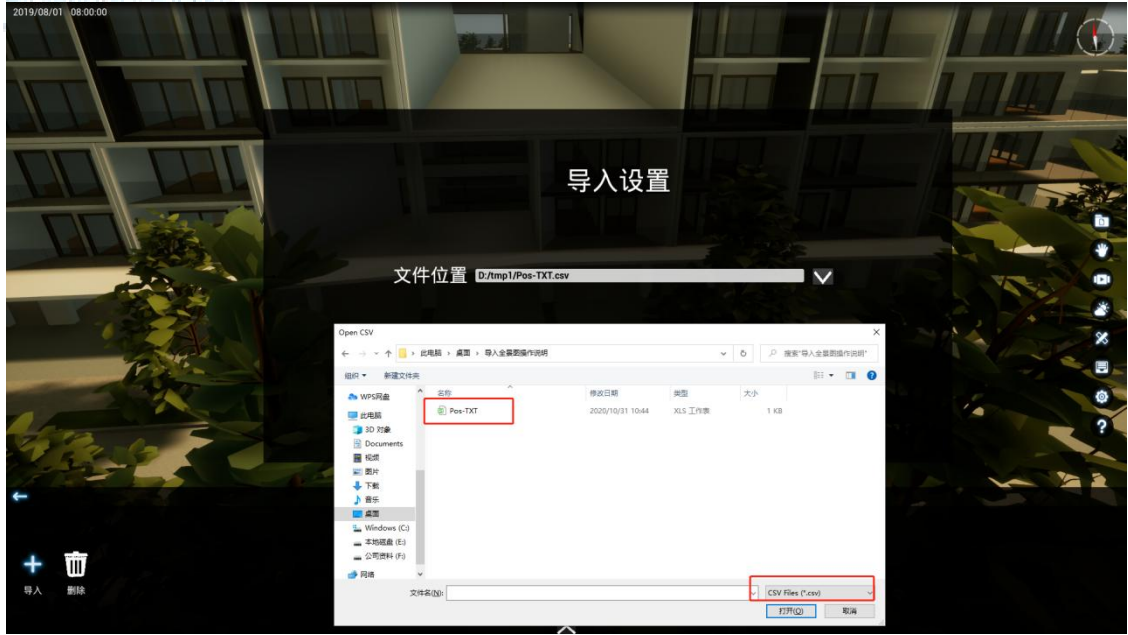 2019/08/01 08:00:00
导入设置
文件位置 D:/tmp1/Pos-TXT.csv
Open CSV
此电脑 › 桌面 › 导入全景图操作说明
搜索"导入全景图操作说明"
组织 新建文件夹
名称 修改日期 类型 大小
Pos-TXT 2020/10/31 10:44 XLS 工作表 1 KB
WPS网盘
此电脑
3D 对象
Documents
视频
图片
下载
音乐
桌面
Windows (C:)
本地磁盘 (E:)
公司资料 (F:)
网络
文件名(N):
CSV Files (*.csv)
打开(O) 取消
导入 删除